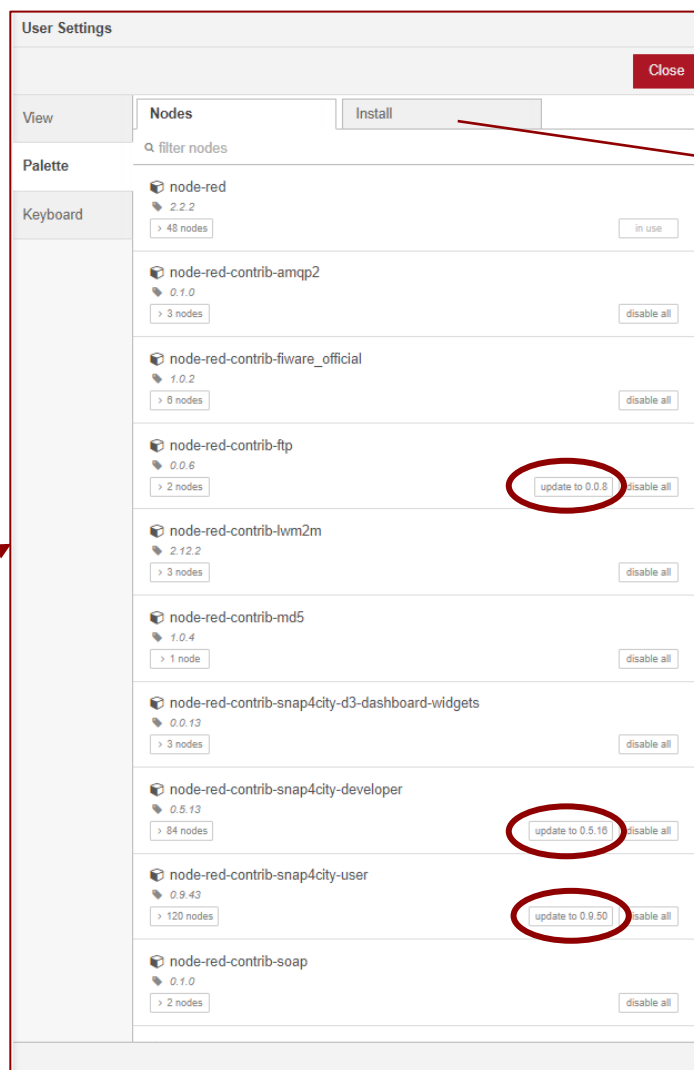 User Settings
Close
View
Palette
Keyboard
Nodes
Install
filter nodes
node-red
2.2.2
> 48 nodes
in use
node-red-contrib-amqp2
0.1.0
> 3 nodes
disable all
node-red-contrib-fiware_official
1.0.2
> 6 nodes
disable all
node-red-contrib-ftp
0.0.6
> 2 nodes
update to 0.0.8
disable all
node-red-contrib-lwm2m
2.12.2
> 3 nodes
disable all
node-red-contrib-md5
1.0.4
> 1 node
disable all
node-red-contrib-snap4city-d3-dashboard-widgets
0.0.13
> 3 nodes
disable all
node-red-contrib-snap4city-developer
0.5.13
> 84 nodes
update to 0.5.16
disable all
node-red-contrib-snap4city-user
0.9.43
> 120 nodes
update to 0.9.50
disable all
node-red-contrib-soap
0.1.0
> 2 nodes
disable all